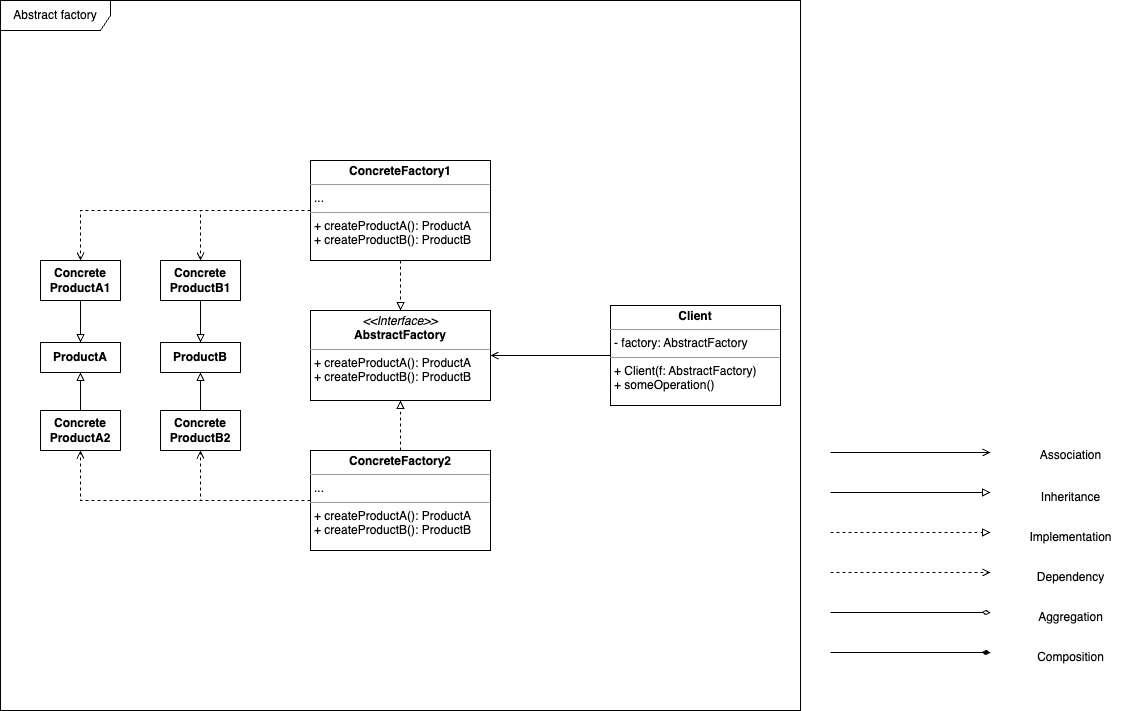 Abstract factory
ConcreteFactory1
...
+ createProductA(): ProductA
+ createProductB(): ProductB
Concrete
ProductA1
Concrete
ProductB1
ProductA
ProductB
Concrete
ProductA2
Concrete
ProductB2
<<Interface>>
AbstractFactory
+ createProductA(): ProductA
+ createProductB(): ProductB
Client
- factory: AbstractFactory
+ Client(f: AbstractFactory)
+ someOperation()
ConcreteFactory2
...
+ createProductA(): ProductA
+ createProductB(): ProductB
Association
Inheritance
Implementation
Dependency
Aggregation
Composition